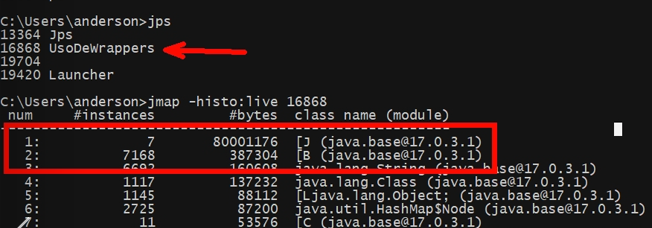 C:\Users\anderson>jps
13364 Jps
16868 UsoDeWrappers
19704
19420 Launcher
C:\Users\anderson>jmap -histo:live 16868
num #instances #bytes class name (module)
-------------------------------------------------------
1: 7 80001176 [J (java.base@17.0.3.1)
2: 7168 387304 [B (java.base@17.0.3.1)
3: 6692 160608 java.lang.String (java.base@17.0.3.1)
4: 1117 137232 java.lang.Class (java.base@17.0.3.1)
5: 1145 88112 [Ljava.lang.Object; (java.base@17.0.3.1)
6: 2725 87200 java.util.HashMap$Node (java.base@17.0.3.1)
7: 11 53576 [C (java.base@17.0.3.1)